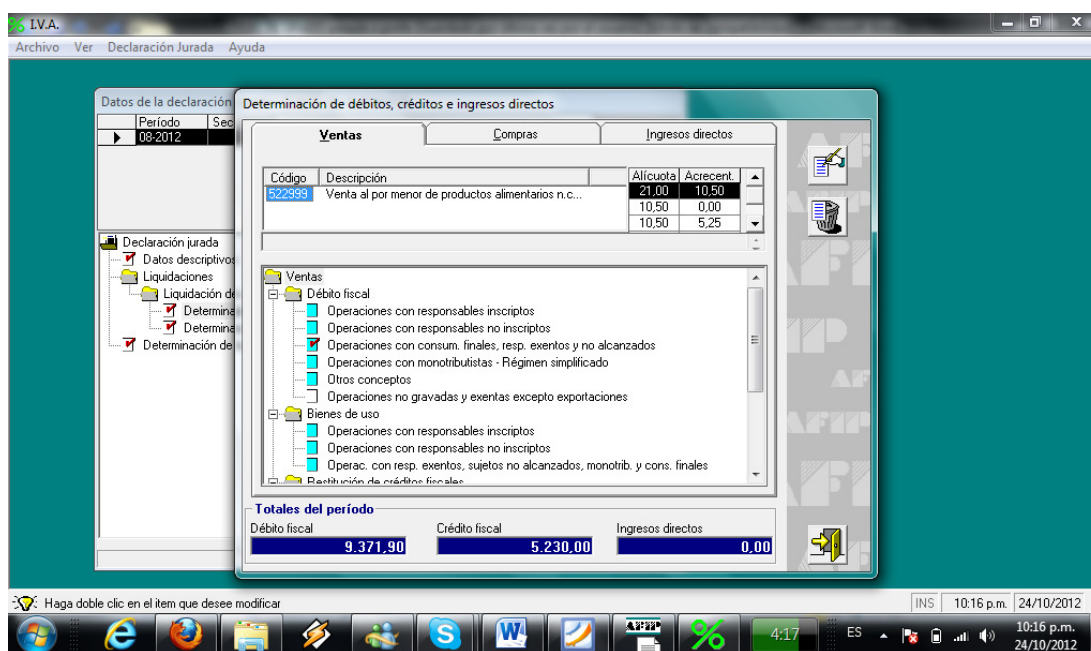 I.V.A.
Archivo Ver Declaración Jurada Ayuda
Datos de la declaración
Período Sec
08-2012
Declaración jurada
Datos descriptivos
Liquidaciones
Liquidación de
Determina
Determina
Determinación de
Determinación de débitos, créditos e ingresos directos
Ventas Compras Ingresos directos
Código Descripción Alícuota Acrecent.
522999 Venta al por menor de productos alimentarios n.c... 21,00 10,50
10,50 0,00
10,50 5,25
Ventas
Débito fiscal
Operaciones con responsables inscriptos
Operaciones con responsables no inscriptos
Operaciones con consum. finales, resp. exentos y no alcanzados
Operaciones con monotributistas - Régimen simplificado
Otros conceptos
Operaciones no gravadas y exentas excepto exportaciones
Bienes de uso
Operaciones con responsables inscriptos
Operaciones con responsables no inscriptos
Operac. con resp. exentos, sujetos no alcanzados, monotrib. y cons. finales
Restitución de créditos fiscales
Totales del período
Débito fiscal Crédito fiscal Ingresos directos
9.371,90 5.230,00 0,00
Haga doble clic en el item que desee modificar
INS 10:16 p.m. 24/10/2012
AFIP
4:17 ES 10:16 p.m.
24/10/2012